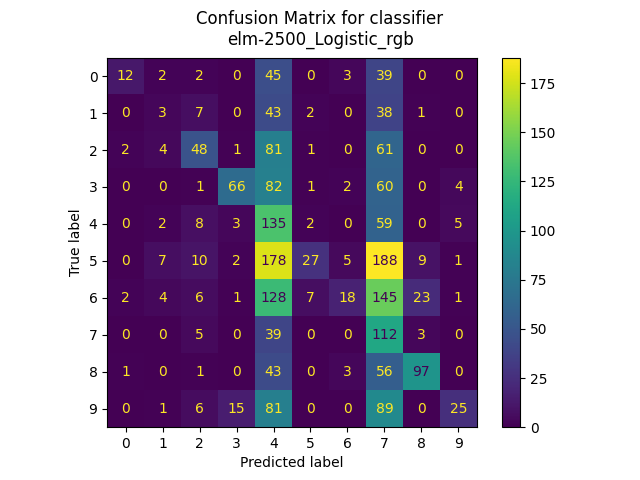 Confusion Matrix for classifier
elm-2500_Logistic_rgb
0 12 2 2 0 45 0 3 39 0 0
1 0 3 7 0 43 2 0 38 1 0
2 2 4 48 1 81 1 0 61 0 0
3 0 0 1 66 82 1 2 60 0 4
4 0 2 8 3 135 2 0 59 0 5
5 0 7 10 2 178 27 5 188 9 1
6 2 4 6 1 128 7 18 145 23 1
7 0 0 5 0 39 0 0 112 3 0
8 1 0 1 0 43 0 3 56 97 0
9 0 1 6 15 81 0 0 89 0 25
0 1 2 3 4 5 6 7 8 9
Predicted label
True label
175
150
125
100
75
50
25
0